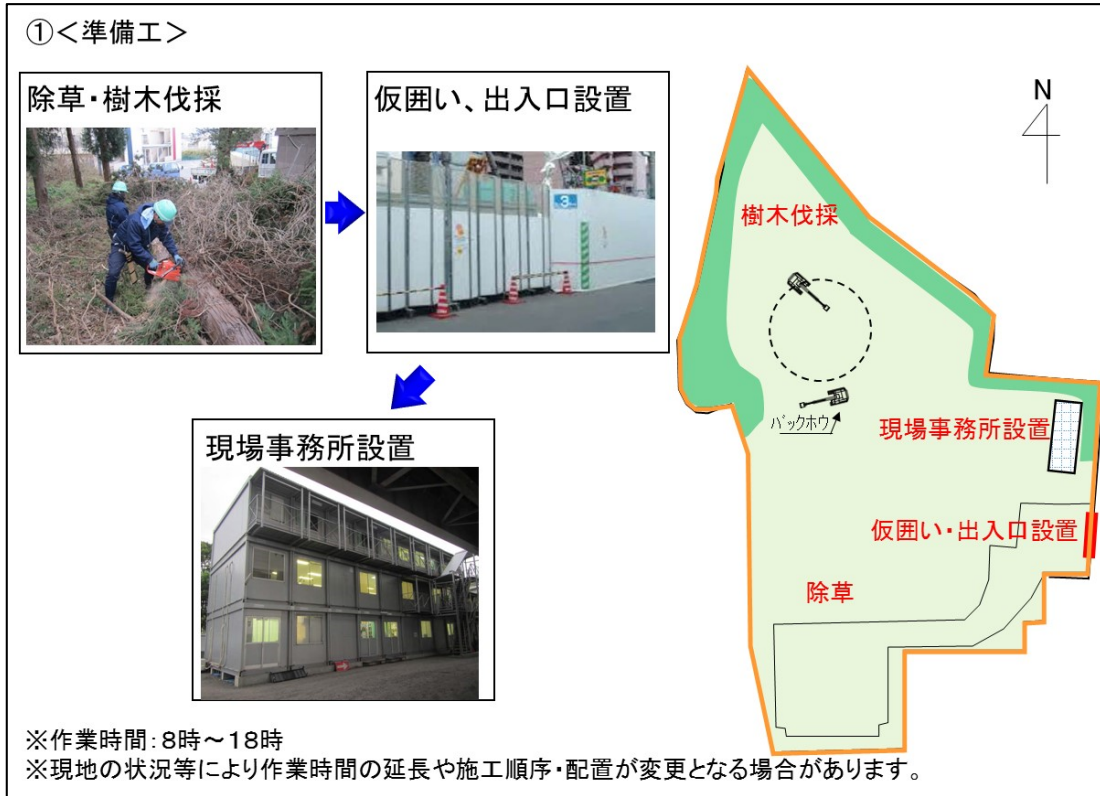 ①＜準備工＞
除草・樹木伐採
仮囲い、出入口設置
3
現場事務所設置
N
樹木伐採
バックホウ
現場事務所設置
仮囲い・出入口設置
除草
※作業時間：8時～18時
※現地の状況等により作業時間の延長や施工順序・配置が変更となる場合があります。